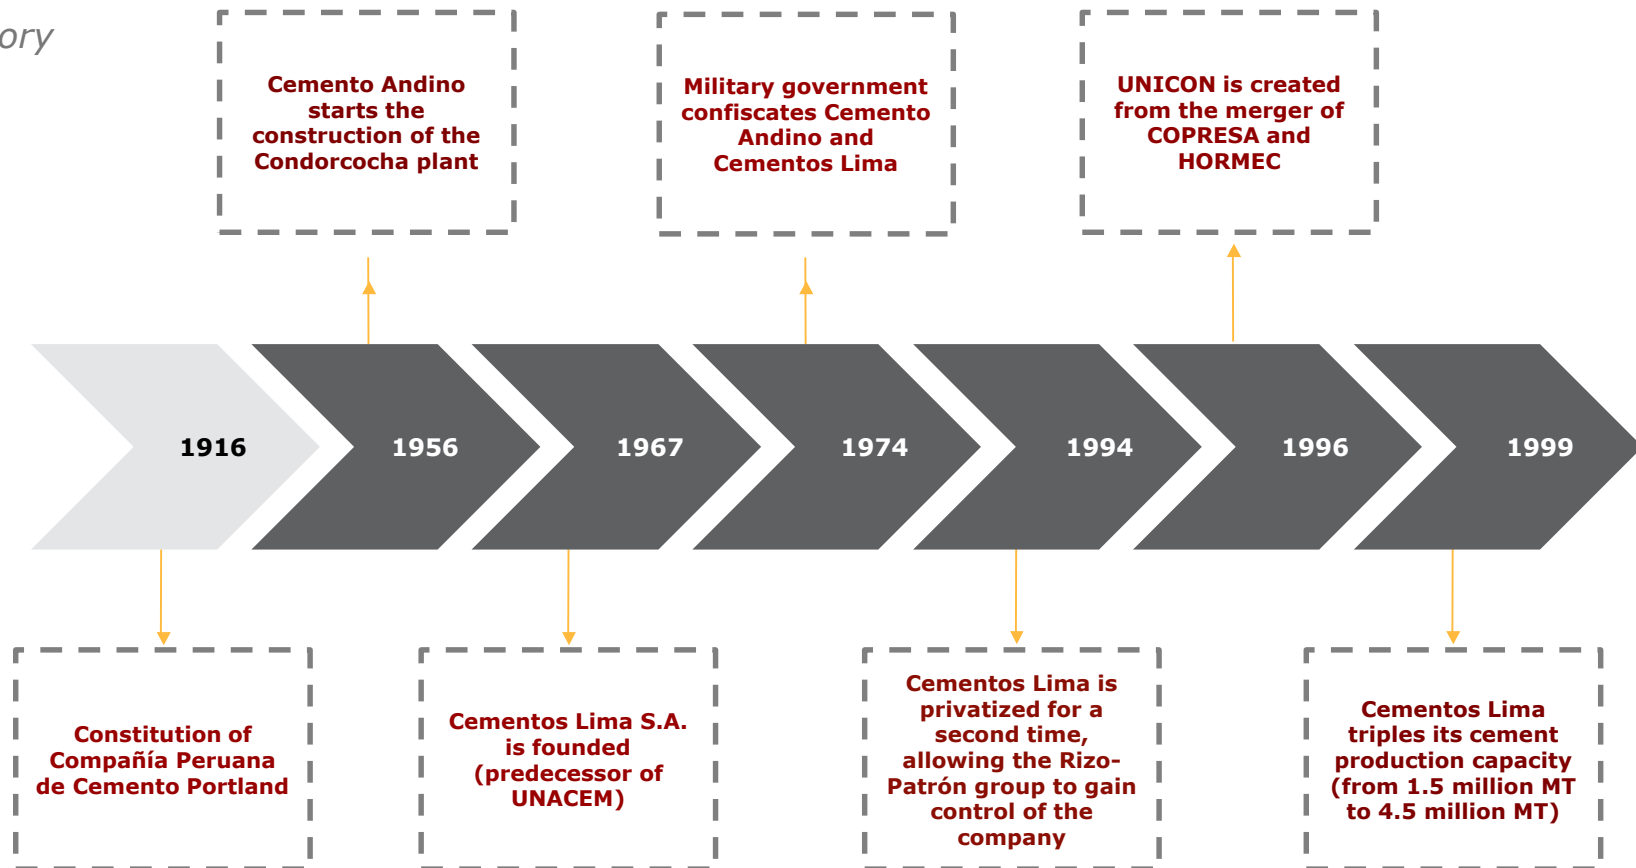 Cemento Andino
starts the
construction of the
Condorcocha plant
Military government
confiscates Cemento
Andino and
Cementos Lima
UNICON is created
from the merger of
COPRESA and
HORMEC
1916
1956
1967
1974
1994
1996
1999
Constitution of
Compañía Peruana
de Cemento Portland
Cementos Lima S.A.
is founded
(predecessor of
UNACEM)
Cementos Lima is
privatized for a
second time,
allowing the Rizo-
Patrón group to gain
control of the
company
Cementos Lima
triples its cement
production capacity
(from 1.5 million MT
to 4.5 million MT)